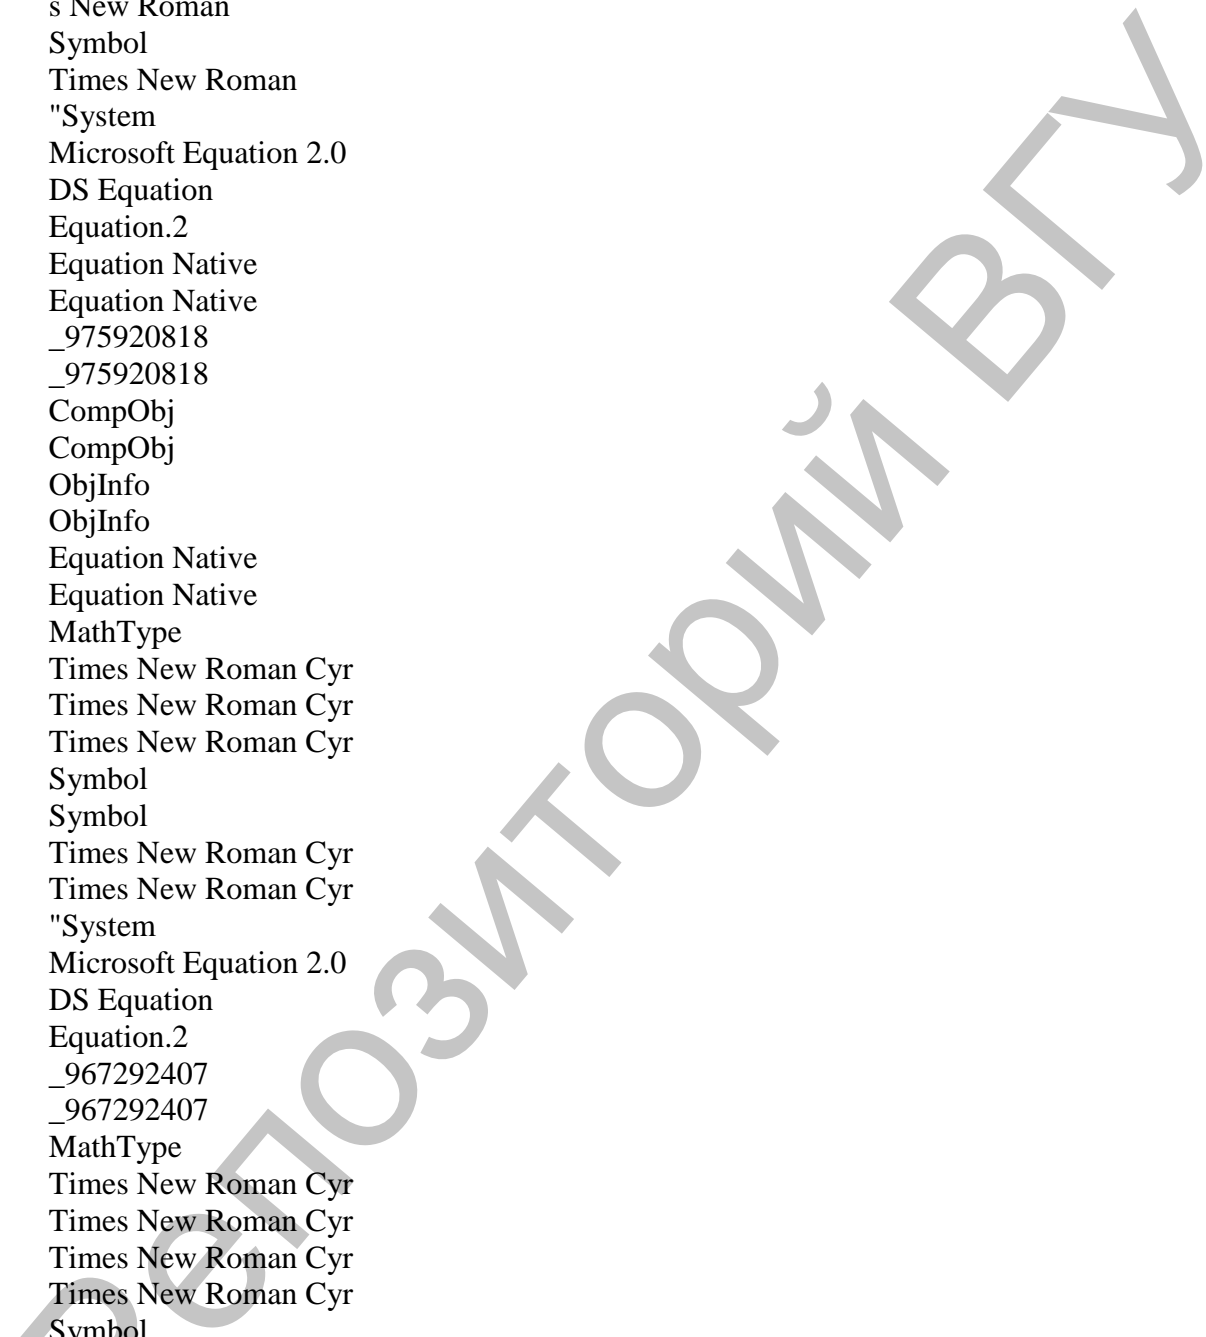 s New Roman
Symbol
Times New Roman
"System
Microsoft Equation 2.0
DS Equation
Equation.2
Equation Native
Equation Native
_975920818
_975920818
CompObj
CompObj
ObjInfo
ObjInfo
Equation Native
Equation Native
MathType
Times New Roman Cyr
Times New Roman Cyr
Times New Roman Cyr
Symbol
Symbol
Times New Roman Cyr
Times New Roman Cyr
"System
Microsoft Equation 2.0
DS Equation
Equation.2
_967292407
_967292407
MathType
Times New Roman Cyr
Times New Roman Cyr
Times New Roman Cyr
Times New Roman Cyr
Symbol
Репозиторий ВГУ